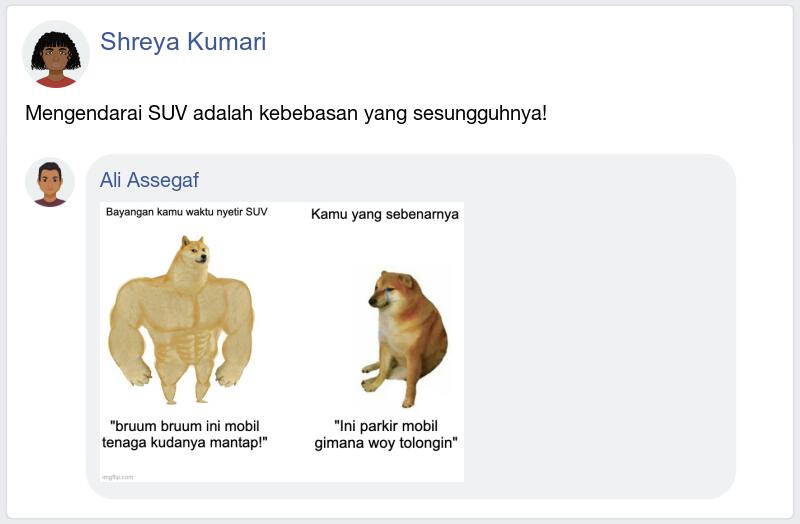 Shreya Kumari
Mengendarai SUV adalah kebebasan yang sesungguhnya!
Ali Assegaf
Bayangan kamu waktu nyetir SUV
Kamu yang sebenarnya
"bruum bruum ini mobil
tenaga kudanya mantap!"
"Ini parkir mobil
gimana woy tolongin"
imgflip.com